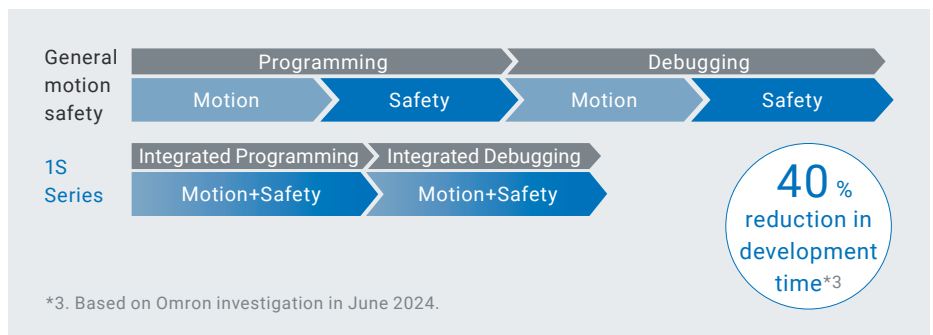 General
motion
safety
Programming
Debugging
Motion
Safety
Motion
Safety
1S
Series
Integrated Programming
Integrated Debugging
Motion+Safety
Motion+Safety
40 %
reduction in
development
time*3
*3. Based on Omron investigation in June 2024.